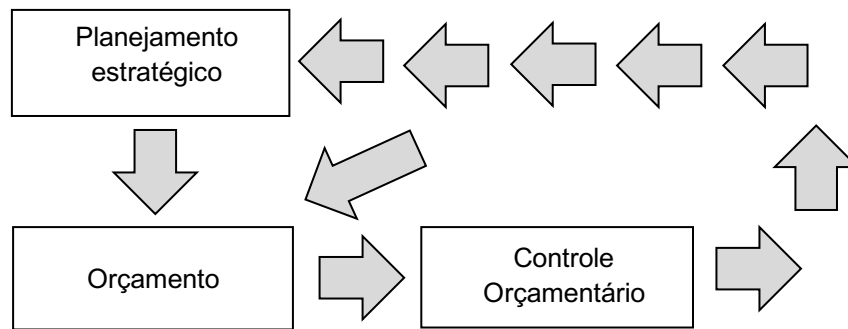 Planejamento
estratégico
Orçamento
Controle
Orçamentário